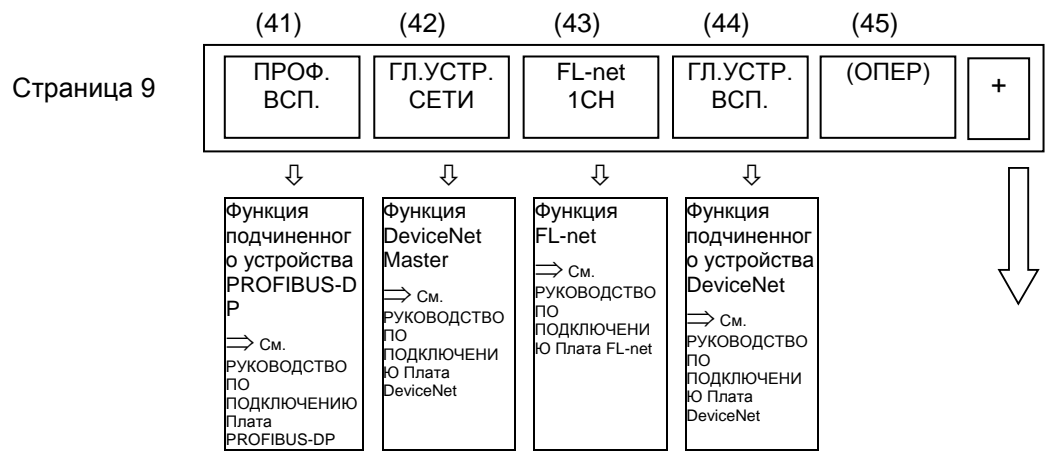 (41) (42) (43) (44) (45)
Страница 9
ПРОФ.
ВСП.
ГЛ.УСТР.
СЕТИ
FL-net
1CH
ГЛ.УСТР.
ВСП.
(ОПЕР)
+
Функция
подчиненног
о устройства
PROFIBUS-D
P
⇒ См.
РУКОВОДСТВО
ПО
ПОДКЛЮЧЕНИЮ
Плата
PROFIBUS-DP
Функция
DeviceNet
Master
⇒ См.
РУКОВОДСТВО
ПО
ПОДКЛЮЧЕНИ
Ю Плата
DeviceNet
Функция
FL-net
⇒ См.
РУКОВОДСТВО
ПО
ПОДКЛЮЧЕНИ
Ю Плата FL-net
Функция
подчиненног
о устройства
DeviceNet
⇒ См.
РУКОВОДСТВО
ПО
ПОДКЛЮЧЕНИ
Ю Плата
DeviceNet